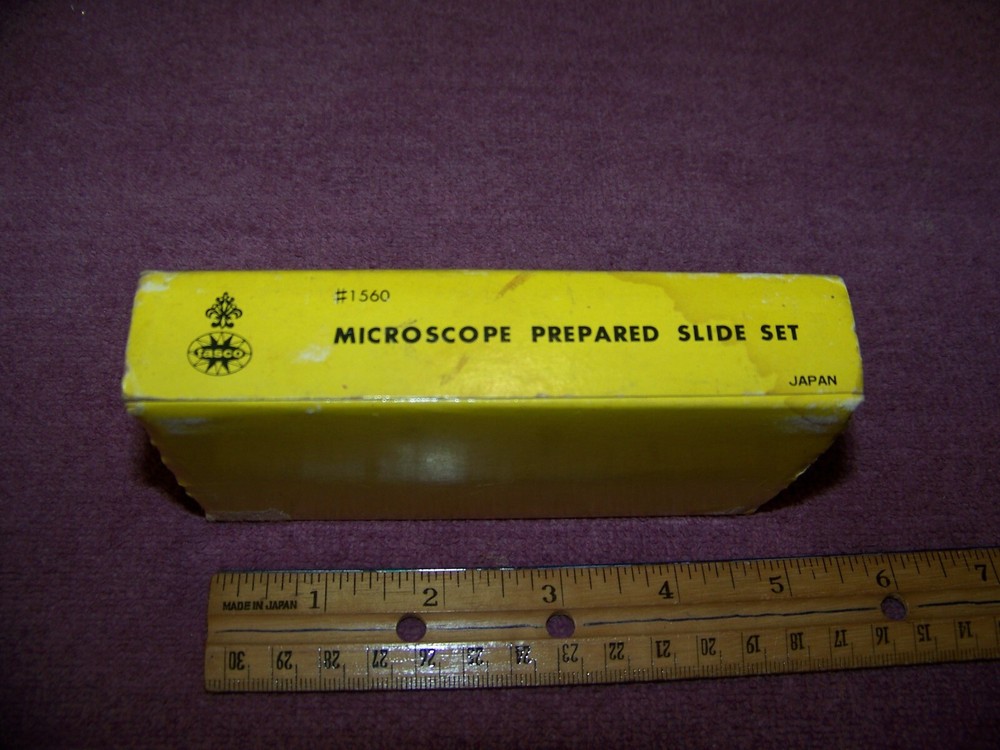 #1560
MICROSCOPE PREPARED SLIDE SET
tasco
JAPAN
1 2 3 4 5 6 7
MADE IN JAPAN
30 29 28 27 26 25 24 23 22 21 20 19 18 17 16 15 14